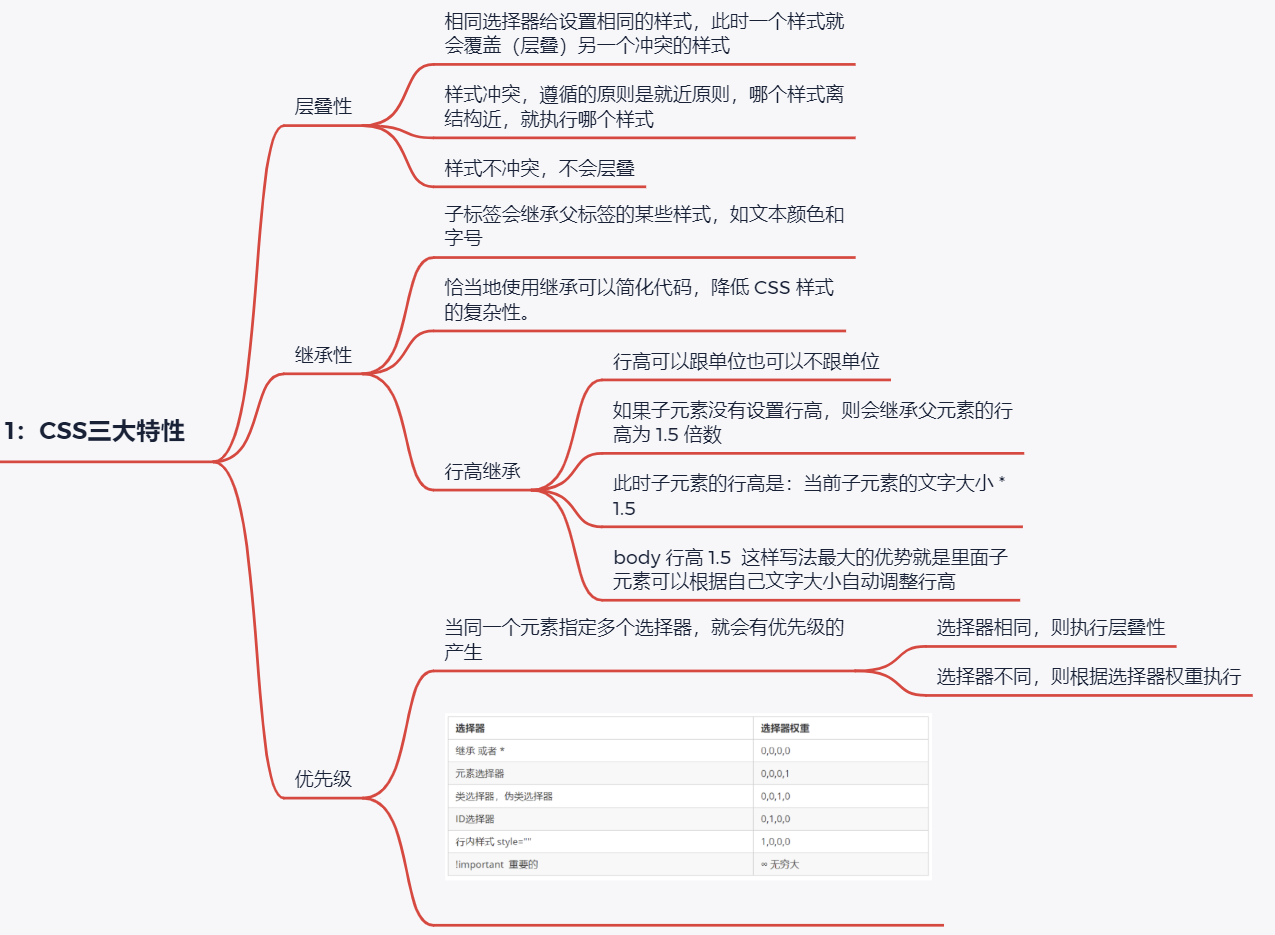 1：CSS三大特性
层叠性
相同选择器给设置相同的样式，此时一个样式就
会覆盖（层叠）另一个冲突的样式
样式冲突，遵循的原则是就近原则，哪个样式离
结构近，就执行哪个样式
样式不冲突，不会层叠
继承性
子标签会继承父标签的某些样式，如文本颜色和
字号
恰当地使用继承可以简化代码，降低 CSS 样式
的复杂性。
行高继承
行高可以跟单位也可以不跟单位
如果子元素没有设置行高，则会继承父元素的行
高为 1.5 倍数
此时子元素的行高是：当前子元素的文字大小 *
1.5
body 行高 1.5  这样写法最大的优势就是里面子
元素可以根据自己文字大小自动调整行高
优先级
当同一个元素指定多个选择器，就会有优先级的
产生
选择器相同，则执行层叠性
选择器不同，则根据选择器权重执行
选择器 选择器权重
继承 或者 * 0,0,0,0
元素选择器 0,0,0,1
类选择器，伪类选择器 0,0,1,0
ID选择器 0,1,0,0
行内样式 style="" 1,0,0,0
!important 重要的 ∞ 无穷大